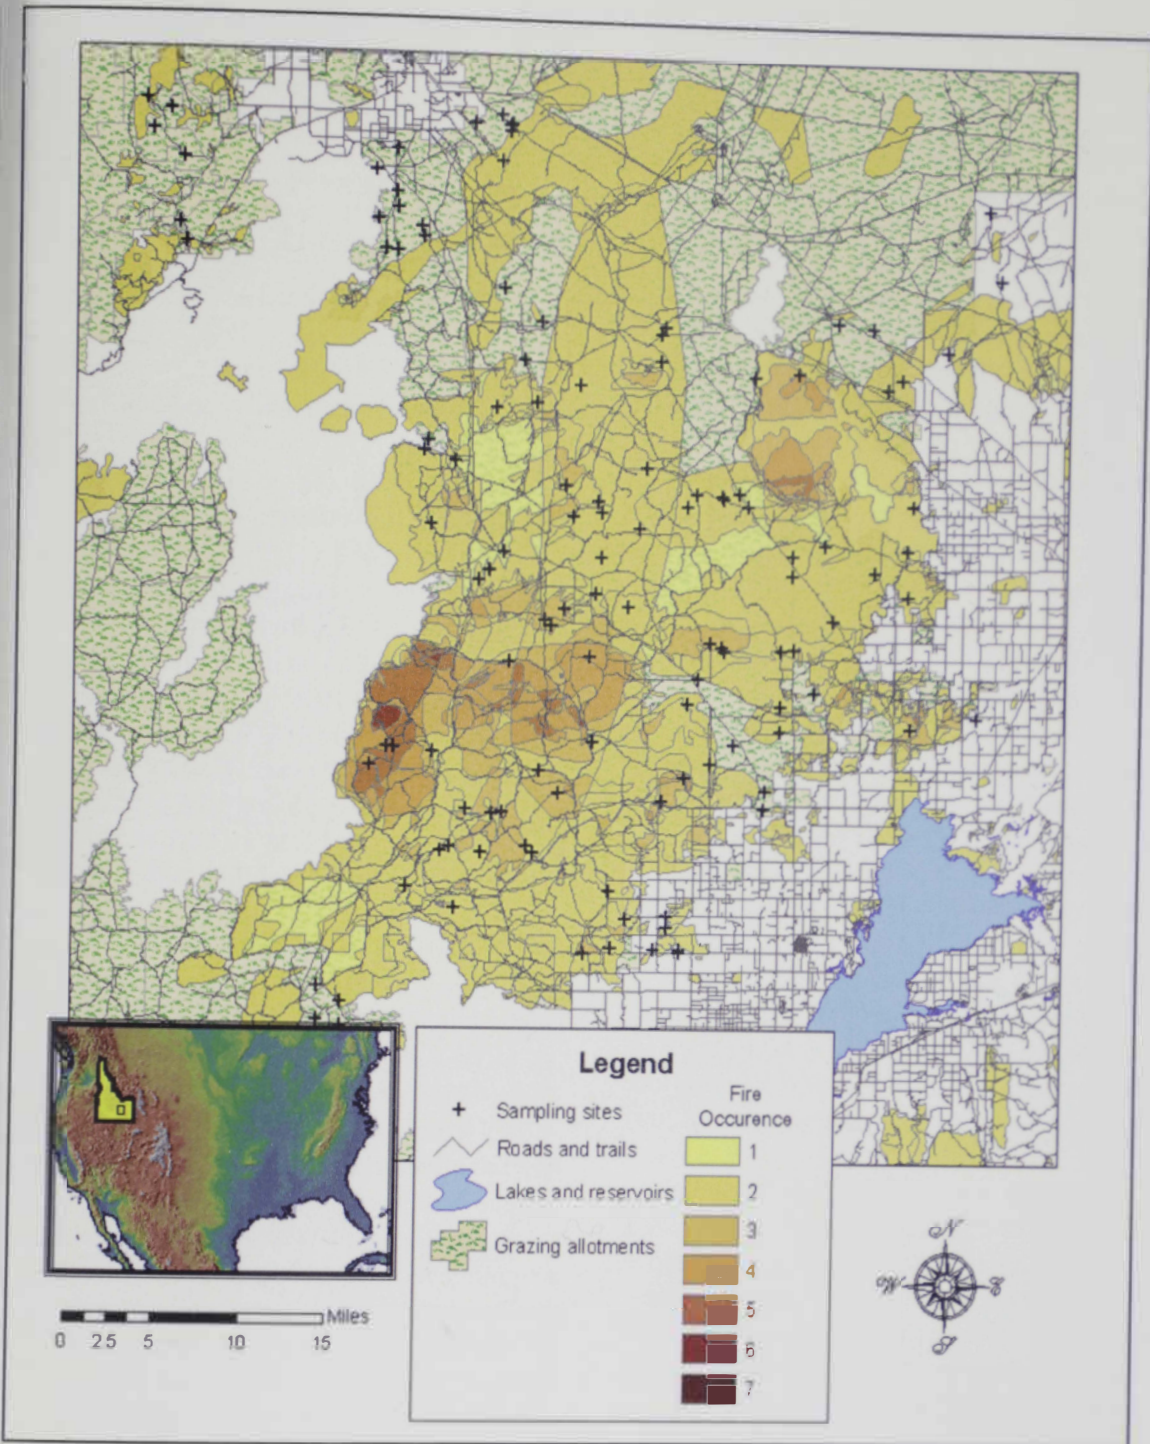 Legend
Sampling sites
Roads and trails
Lakes and reservoirs
Grazing allotments
Fire
Occurence
1
2
3
4
5
6
7
Miles
0 2.5 5 10 15
N
W E
S